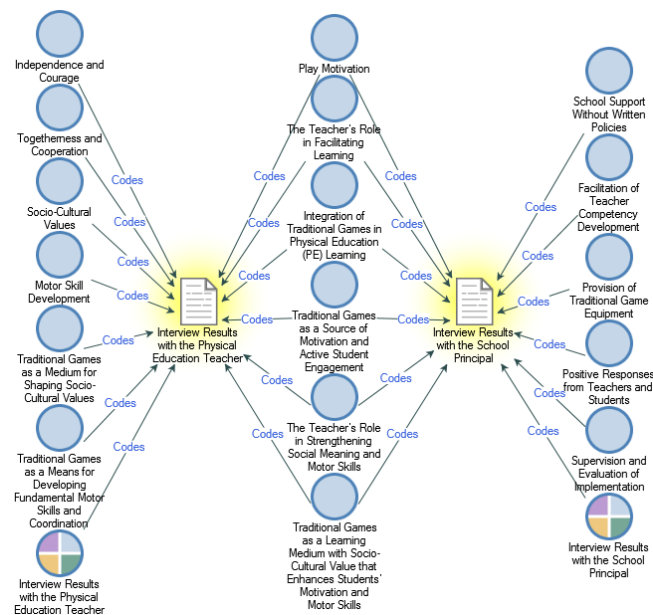 Independence and
Courage
Codes
Togetherness and
Cooperation
Codes
Socio-Cultural
Values
Codes
Motor Skill
Development
Codes
Traditional Games
as a Medium for
Shaping Socio-
Cultural Values
Codes
Traditional Games
as a Means for
Developing
Fundamental Motor
Skills and
Coordination
Codes
Interview Results
with the Physical
Education Teacher
Codes
Interview Results
with the Physical
Education Teacher
Play Motivation
Codes
Codes
The Teacher's Role
in Facilitating
Learning
Codes
Codes
Integration of
Traditional Games in
Physical Education
(PE) Learning
Codes
Codes
Traditional Games
as a Source of
Motivation and
Active Student
Engagement
Codes
Codes
The Teacher's Role
in Strengthening
Social Meaning and
Motor Skills
Codes
Codes
Traditional Games
as a Learning
Medium with Socio-
Cultural Value that
Enhances Students'
Motivation and
Motor Skills
Codes
Codes
Interview Results
with the School
Principal
School Support
Without Written
Policies
Codes
Facilitation of
Teacher
Competency
Development
Codes
Provision of
Traditional Game
Equipment
Codes
Positive Responses
from Teachers and
Students
Codes
Supervision and
Evaluation of
Implementation
Codes
Interview Results
with the School
Principal
Codes